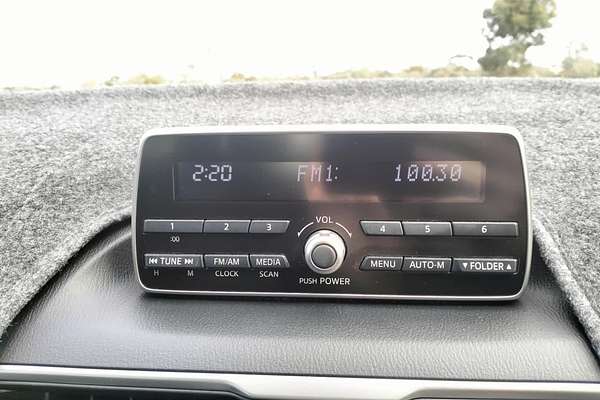 2:20 FM1: 100.30
1 2 3 VOL 4 5 6
:00
TUNE FM/AM MEDIA MENU AUTO-M FOLDER
H M CLOCK SCAN PUSH POWER